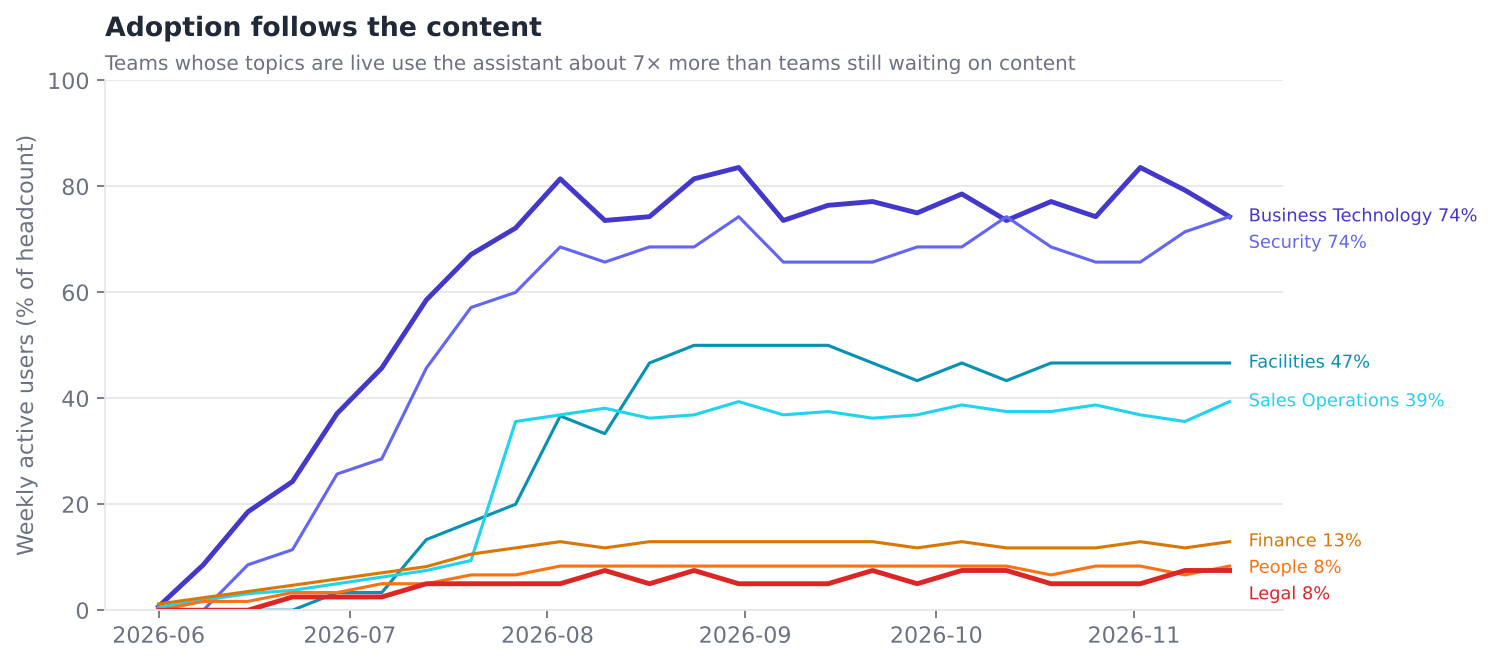 Adoption follows the content
Teams whose topics are live use the assistant about 7× more than teams still waiting on content
Weekly active users (% of headcount)
100
80
60
40
20
0
Business Technology 74%
Security 74%
Facilities 47%
Sales Operations 39%
Finance 13%
People 8%
Legal 8%
2026-06
2026-07
2026-08
2026-09
2026-10
2026-11